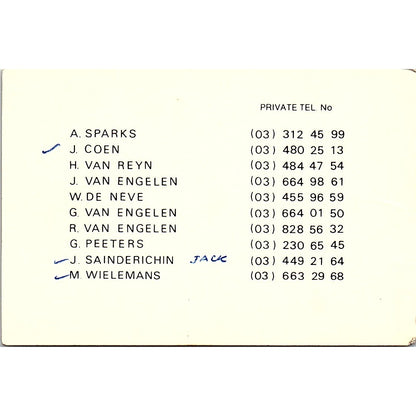 PRIVATE TEL No
A. SPARKS (03) 312 45 99
✓ J. COEN (03) 480 25 13
H. VAN REYN (03) 484 47 54
J. VAN ENGELEN (03) 664 98 61
W. DE NEVE (03) 455 96 59
G. VAN ENGELEN (03) 664 01 50
R. VAN ENGELEN (03) 828 56 32
G. PEETERS (03) 230 65 45
✓ J. SAINDERICHIN JACK (03) 449 21 64
✓ M. WIELEMANS (03) 663 29 68